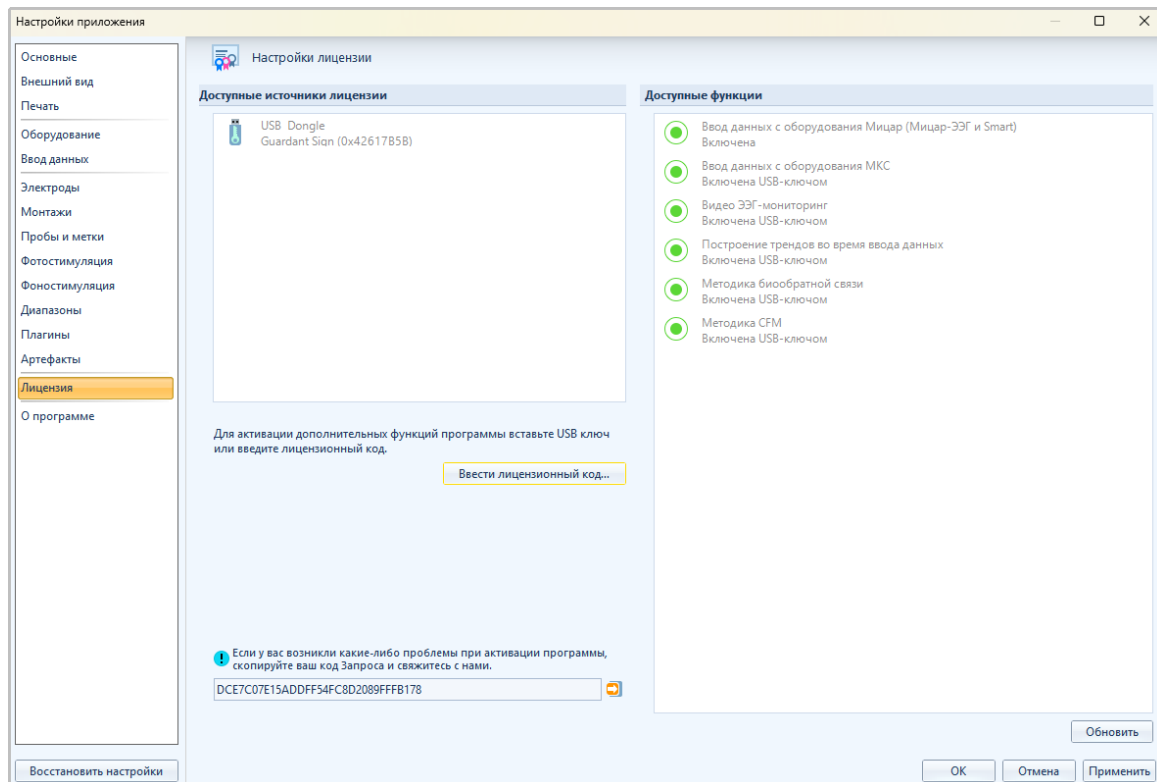 Настройки приложения
Основные
Внешний вид
Печать
Оборудование
Ввод данных
Электроды
Монтажи
Пробы и метки
Фотостимуляция
Фоностимуляция
Диапазоны
Плагины
Артефакты
Лицензия
О программе
Восстановить настройки
Настройки лицензии
Доступные источники лицензии
USB Dongle
Guardant Sign (0x42617B5B)
Для активации дополнительных функций программы вставьте USB ключ
или введите лицензионный код.
Ввести лицензионный код...
Если у вас возникли какие-либо проблемы при активации программы,
скопируйте ваш код Запроса и свяжитесь с нами.
DCE7C07E15ADDFF54FC8D2089FFFB178
Доступные функции
Ввод данных с оборудования Мицар (Мицар-ЭЭГ и Smart)
Включена
Ввод данных с оборудования МКС
Включена USB-ключом
Видео ЭЭГ-мониторинг
Включена USB-ключом
Построение трендов во время ввода данных
Включена USB-ключом
Методика биообратной связи
Включена USB-ключом
Методика CFM
Включена USB-ключом
Обновить
OK
Отмена
Применить